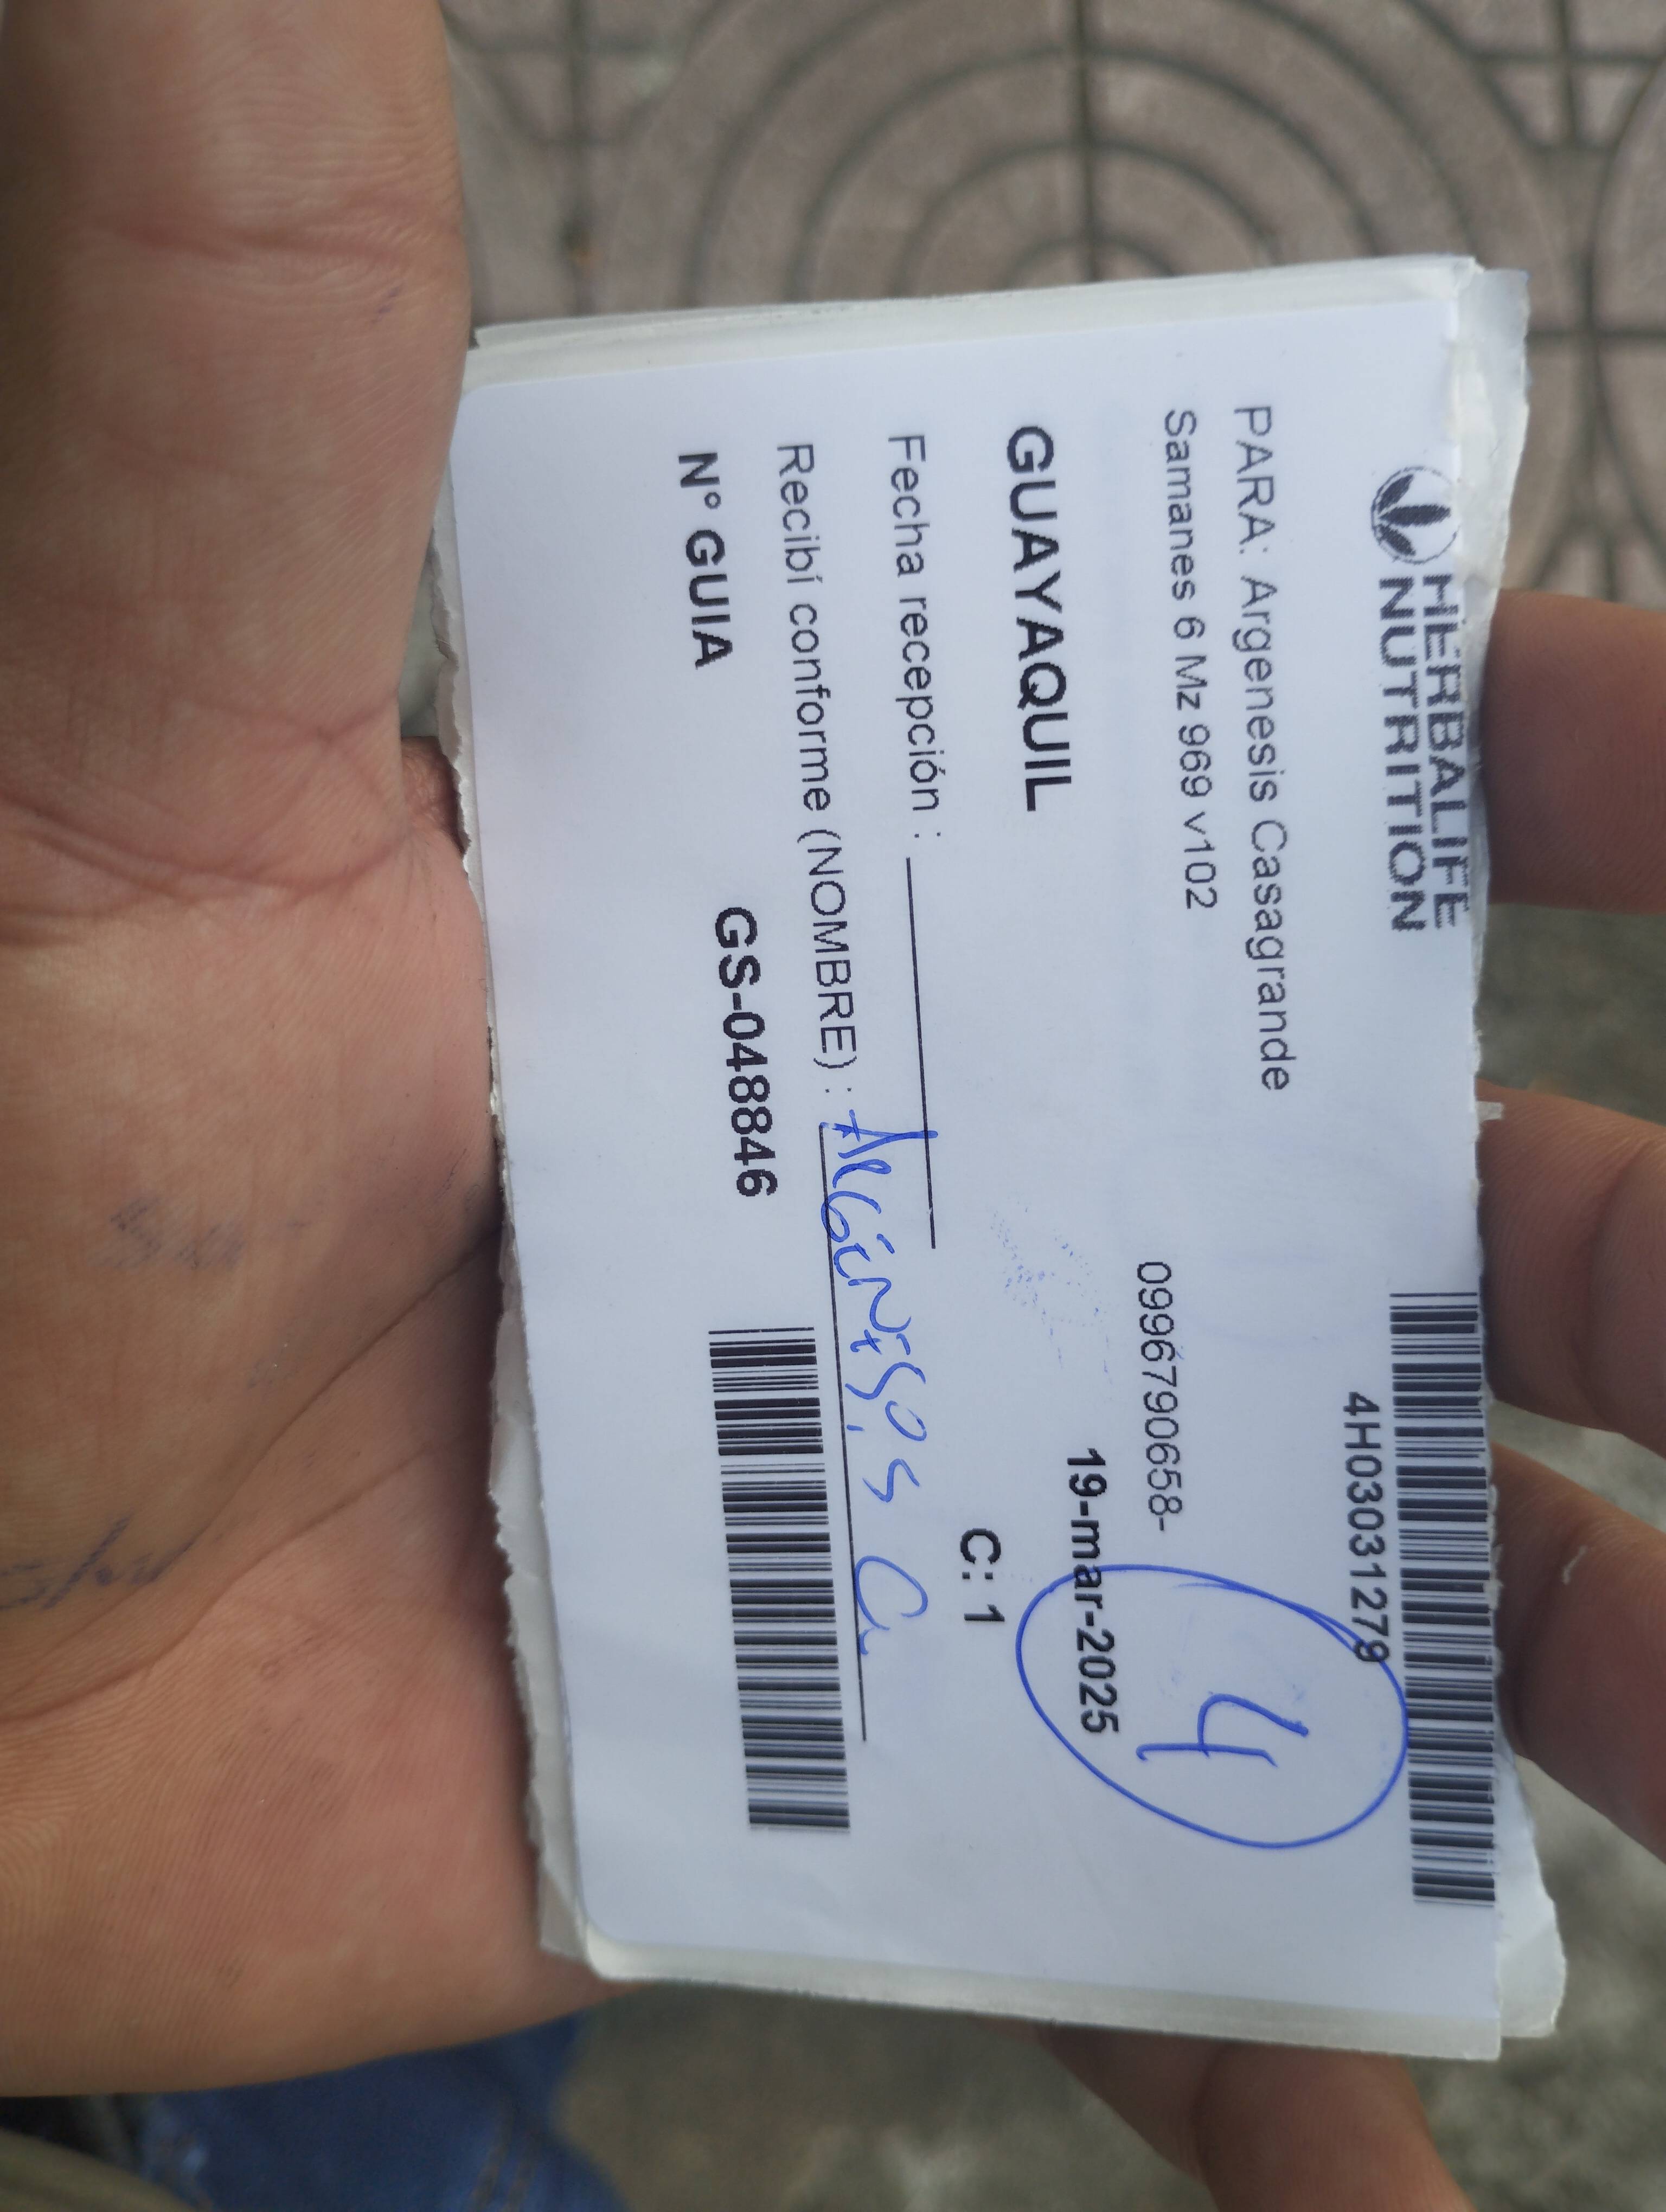 HERBALIFE
NUTRITION
4H03031279
PARA: Argenesis Casagrande
Samanes 6 Mz 969 v102
0996790658-
4
19-mar-2025
GUAYAQUIL
C: 1
Fecha recepción :
Recibí conforme (NOMBRE) :
N° GUIA
GS-048846